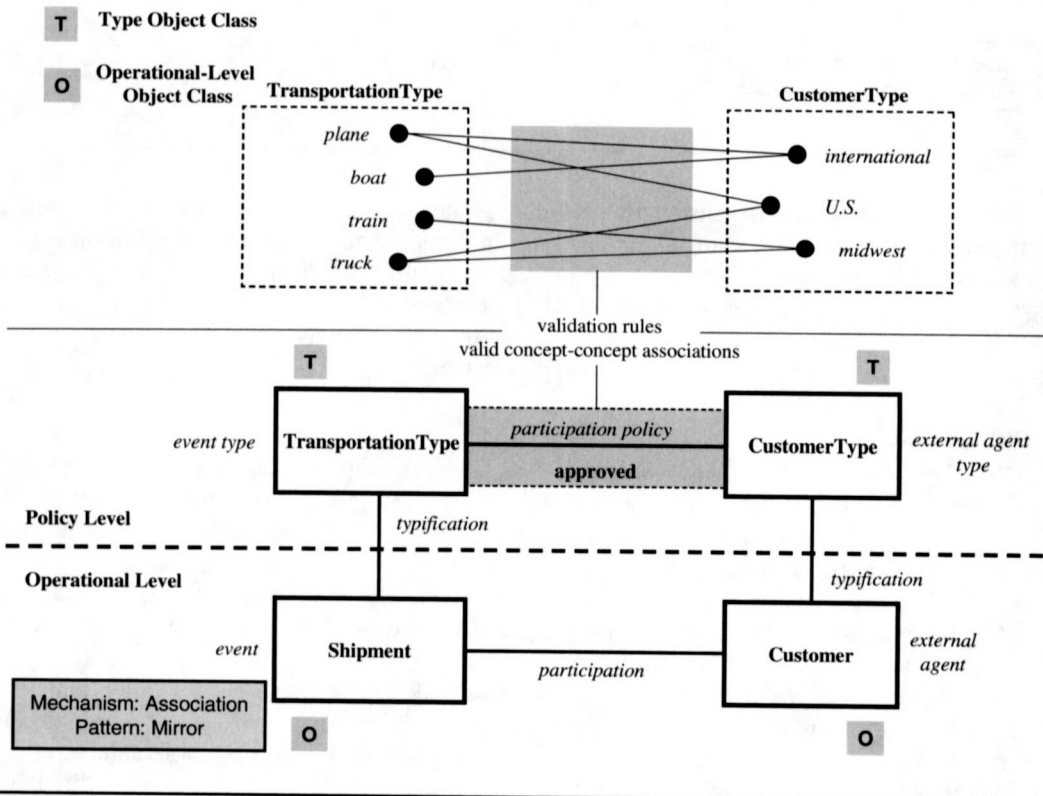 T
Type Object Class
O
Operational-Level
Object Class
TransportationType
CustomerType
plane
boat
train
truck
international
U.S.
midwest
validation rules
valid concept-concept associations
T
T
event type
TransportationType
participation policy
approved
CustomerType
external agent
type
Policy Level
typification
Operational Level
typification
event
Shipment
participation
Customer
external
agent
Mechanism: Association
Pattern: Mirror
O
O